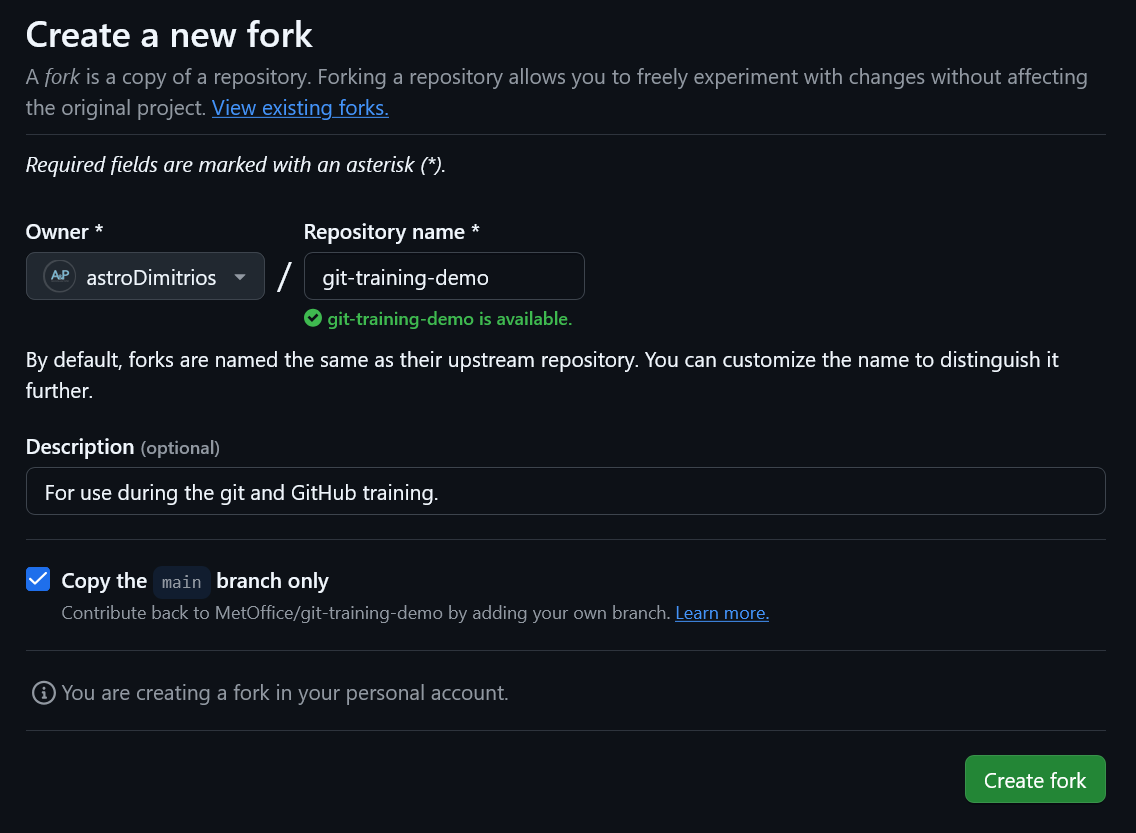 Create a new fork
A fork is a copy of a repository. Forking a repository allows you to freely experiment with changes without affecting
the original project. View existing forks.
Required fields are marked with an asterisk (*).
Owner *
Repository name *
AP astroDimitrios / git-training-demo
git-training-demo is available.
By default, forks are named the same as their upstream repository. You can customize the name to distinguish it
further.
Description (optional)
For use during the git and GitHub training.
Copy the main branch only
Contribute back to MetOffice/git-training-demo by adding your own branch. Learn more.
You are creating a fork in your personal account.
Create fork